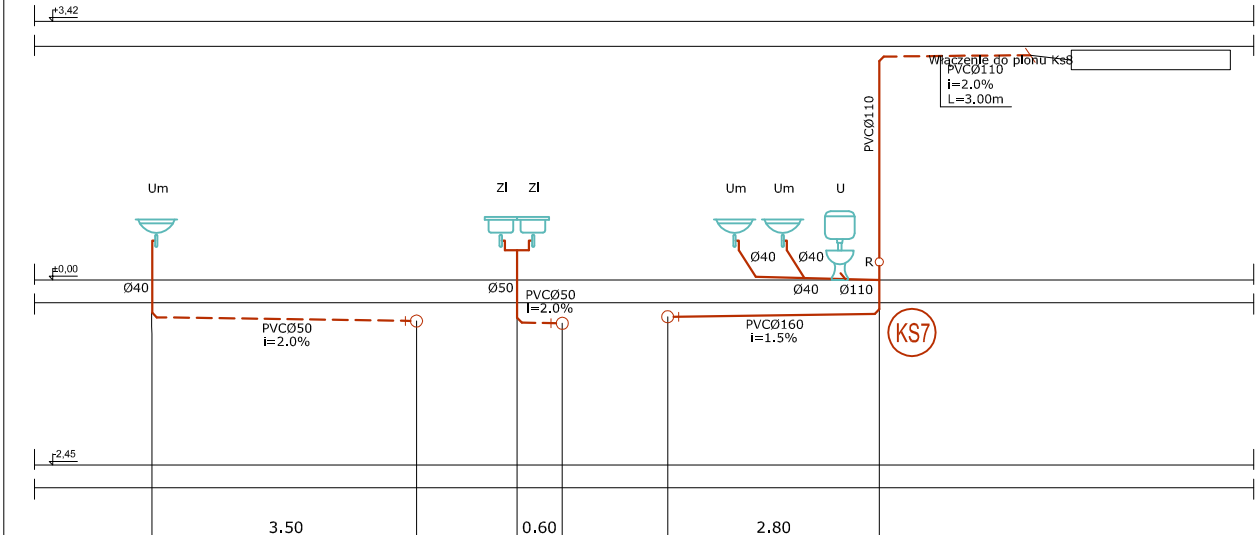 +3,42
Włączenie do pionu Ks8
PVCØ110
i=2.0%
L=3.00m
PVCØ110
Um
Zl Zl
Um Um U
±0,00
Ø40 Ø40 R
Ø40
Ø50
Ø40 Ø110
PVCØ50
i=2.0%
PVCØ50
i=2.0%
PVCØ160
i=1.5%
KS7
-2,45
3.50 0.60 2.80